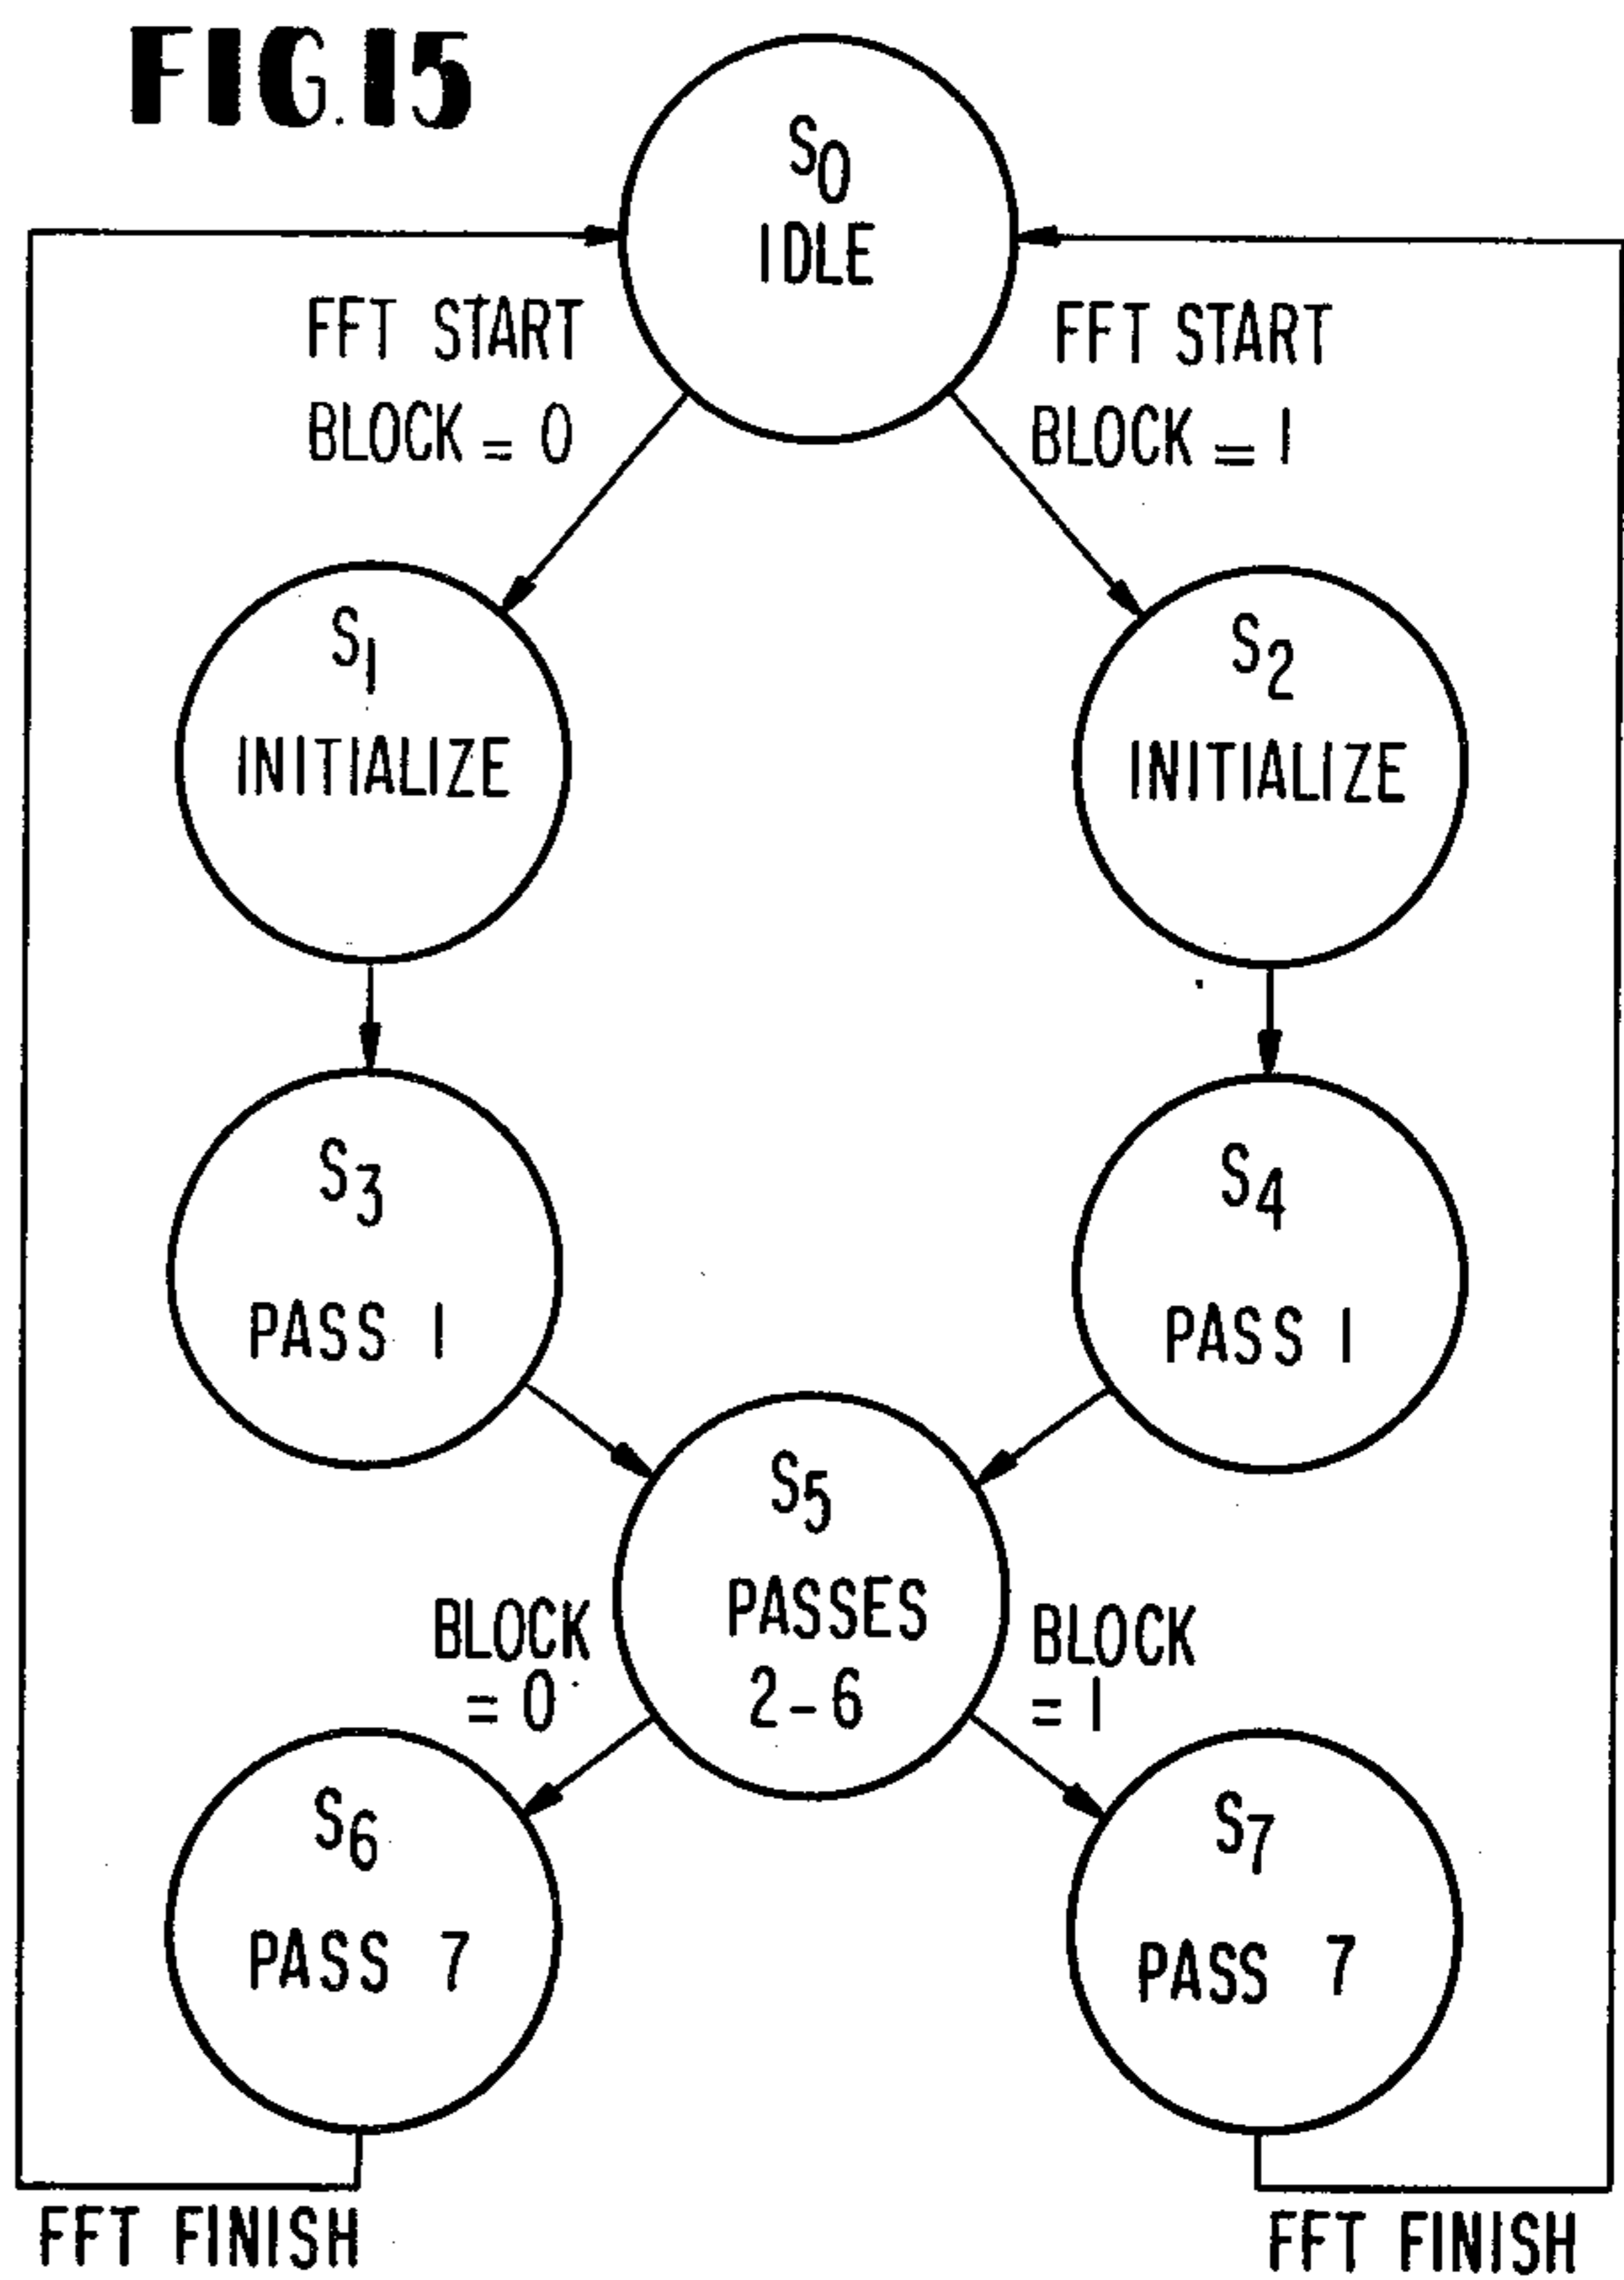 FIG. 15
S0
IDLE
FFT START
BLOCK = 0
FFT START
BLOCK = 1
S1
INITIALIZE
S2
INITIALIZE
S3
PASS 1
S4
PASS 1
S5
PASSES
2-6
BLOCK
= 0
BLOCK
= 1
S6
PASS 7
S7
PASS 7
FFT FINISH
FFT FINISH